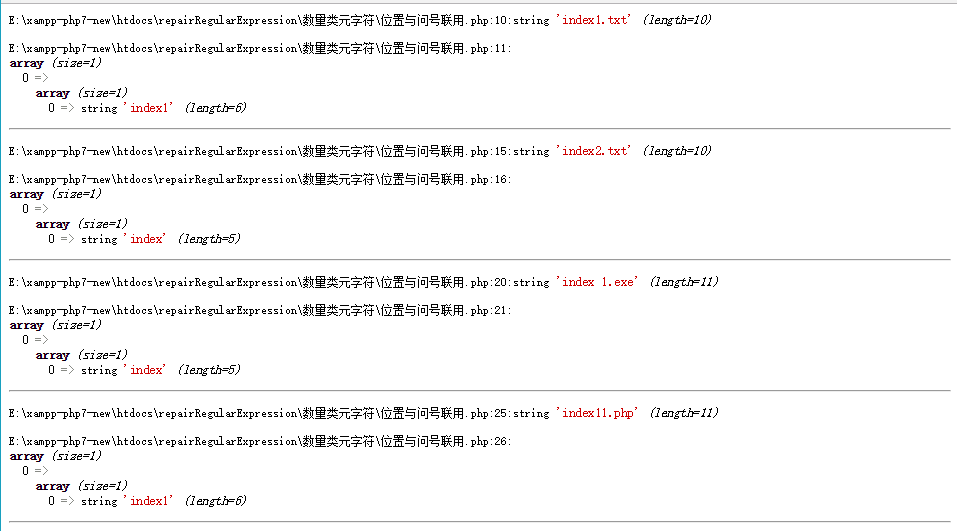 E:\xampp-php7-new\htdocs\repairRegularExpression\数量类元字符\位置与问号联用.php:10:string 'index1.txt' (length=10)
E:\xampp-php7-new\htdocs\repairRegularExpression\数量类元字符\位置与问号联用.php:11:
array (size=1)
0 =>
array (size=1)
0 => string 'index1' (length=6)
E:\xampp-php7-new\htdocs\repairRegularExpression\数量类元字符\位置与问号联用.php:15:string 'index2.txt' (length=10)
E:\xampp-php7-new\htdocs\repairRegularExpression\数量类元字符\位置与问号联用.php:16:
array (size=1)
0 =>
array (size=1)
0 => string 'index' (length=5)
E:\xampp-php7-new\htdocs\repairRegularExpression\数量类元字符\位置与问号联用.php:20:string 'index 1.exe' (length=11)
E:\xampp-php7-new\htdocs\repairRegularExpression\数量类元字符\位置与问号联用.php:21:
array (size=1)
0 =>
array (size=1)
0 => string 'index' (length=5)
E:\xampp-php7-new\htdocs\repairRegularExpression\数量类元字符\位置与问号联用.php:25:string 'index11.php' (length=11)
E:\xampp-php7-new\htdocs\repairRegularExpression\数量类元字符\位置与问号联用.php:26:
array (size=1)
0 =>
array (size=1)
0 => string 'index1' (length=6)